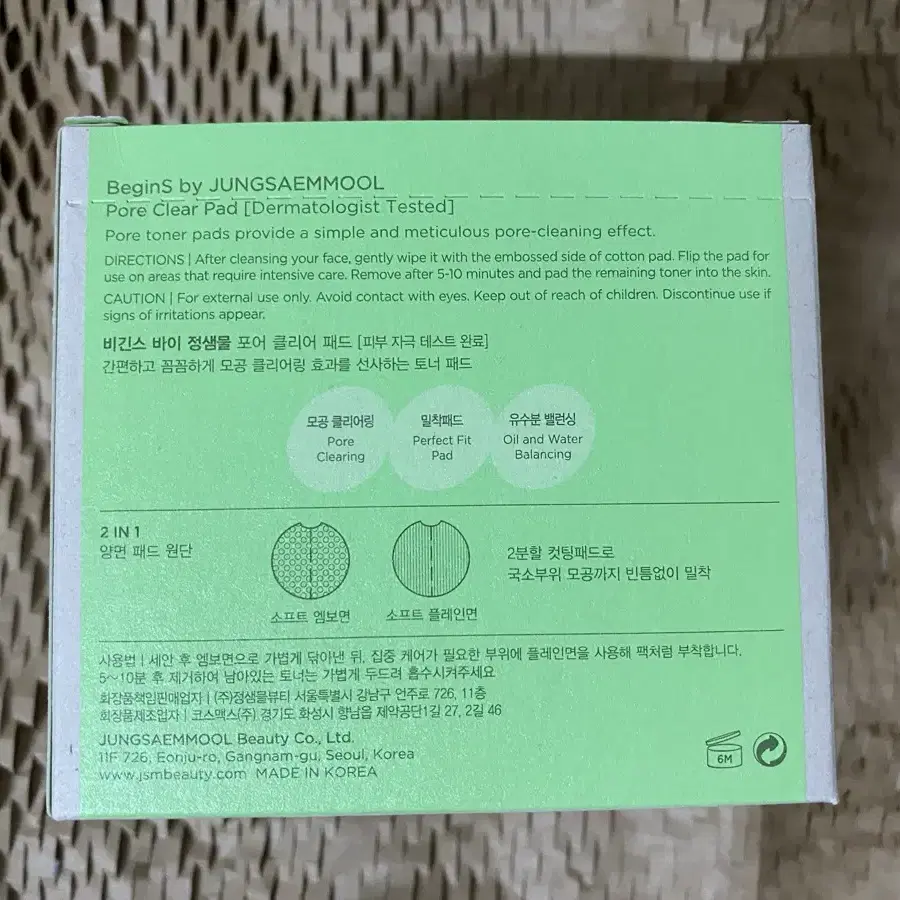 BeginS by JUNGSAEMMOOL
Pore Clear Pad [Dermatologist Tested]
Pore toner pads provide a simple and meticulous pore-cleaning effect.
DIRECTIONS | After cleansing your face, gently wipe it with the embossed side of cotton pad. Flip the pad for
use on areas that require intensive care. Remove after 5-10 minutes and pad the remaining toner into the skin.
CAUTION | For external use only. Avoid contact with eyes. Keep out of reach of children. Discontinue use if
signs of irritations appear.
비긴스 바이 정샘물 포어 클리어 패드 [피부 자극 테스트 완료]
간편하고 꼼꼼하게 모공 클리어링 효과를 선사하는 토너 패드
모공 클리어링
Pore
Clearing
밀착패드
Perfect Fit
Pad
유수분 밸런싱
Oil and Water
Balancing
2 IN 1
양면 패드 원단
소프트 엠보면
소프트 플레인면
2분할 컷팅패드로
국소부위 모공까지 빈틈없이 밀착
사용법 | 세안 후 엠보면으로 가볍게 닦아낸 뒤, 집중 케어가 필요한 부위에 플레인면을 사용해 팩처럼 부착합니다.
5~10분 후 제거하여 남아있는 토너는 가볍게 두드려 흡수시켜주세요
화장품책임판매업자 | (주)정샘물뷰티 서울특별시 강남구 언주로 726, 11층
화장품제조업자 | 코스맥스(주) 경기도 화성시 향남읍 제약공단1길 27, 2길 46
JUNGSAEMMOOL Beauty Co., Ltd.
11F 726, Eonju-ro, Gangnam-gu, Seoul, Korea
www.jsmbeauty.com MADE IN KOREA
6M